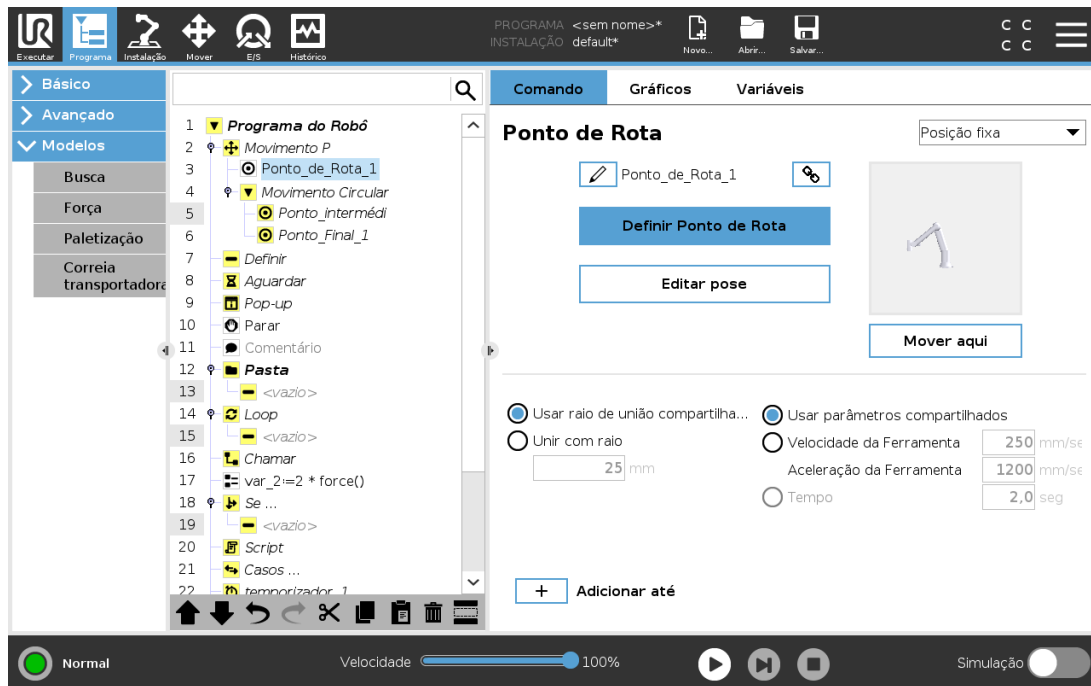 PROGRAMA <sem nome>*
INSTALAÇÃO default*
Executar Programa Instalação Mover E/S Histórico
Novo... Abrir... Salvar...
C C
C C
Básico
Avançado
Modelos
Busca
Força
Paletização
Correia
transportadora
1 Programa do Robô
2 Movimento P
3 Ponto_de_Rota_1
4 Movimento Circular
5 Ponto_intermédi
6 Ponto_Final_1
7 Definir
8 Aguardar
9 Pop-up
10 Parar
11 Comentário
12 Pasta
13 <vazio>
14 Loop
15 <vazio>
16 Chamar
17 var_2:=2 * force()
18 Se ...
19 <vazio>
20 Script
21 Casos ...
22 temporizador_1
Comando Gráficos Variáveis
Ponto de Rota
Posição fixa
Ponto_de_Rota_1
Definir Ponto de Rota
Editar pose
Mover aqui
Usar raio de união compartilha...
Unir com raio
25 mm
Usar parâmetros compartilhados
Velocidade da Ferramenta 250 mm/se
Aceleração da Ferramenta 1200 mm/se
Tempo 2,0 seg
+ Adicionar até
Normal
Velocidade 100%
Simulação